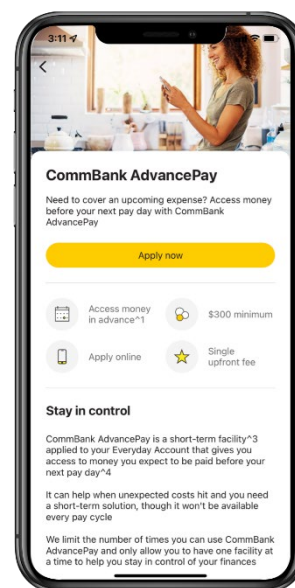 3:11
CommBank AdvancePay
Need to cover an upcoming expense? Access money
before your next pay day with CommBank
AdvancePay
Apply now
Access money
in advance^1
$300 minimum
Apply online
Single
upfront fee
Stay in control
CommBank AdvancePay is a short-term facility^3
applied to your Everyday Account that gives you
access to money you expect to be paid before your
next pay day^4
It can help when unexpected costs hit and you need
a short-term solution, though it won't be available
every pay cycle
We limit the number of times you can use CommBank
AdvancePay and only allow you to have one facility at
a time to help you stay in control of your finances